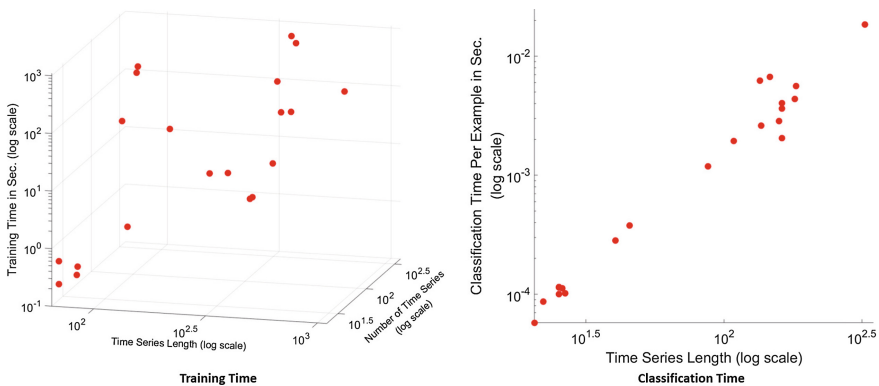 Training Time in Sec. (log scale)
10^3
10^2
10^1
10^0
10^-1
10^2
10^2.5
10^3
Time Series Length (log scale)
10^1.5
10^2
10^2.5
Number of Time Series
(log scale)
Training Time
Classification Time Per Example in Sec.
(log scale)
10^-2
10^-3
10^-4
10^1.5
10^2
10^2.5
Time Series Length (log scale)
Classification Time